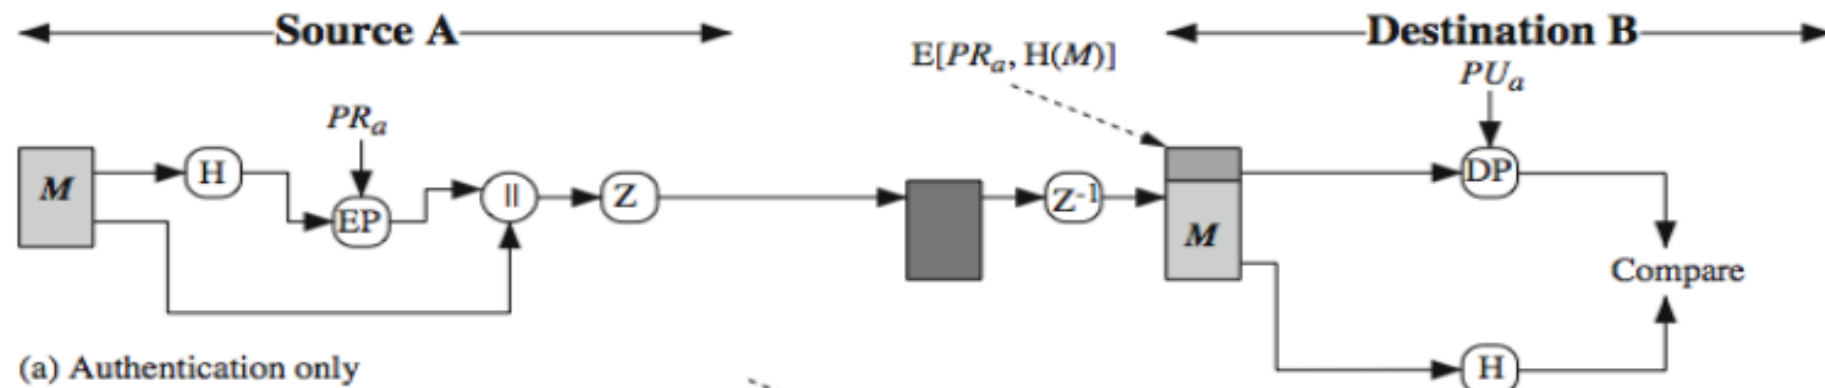 Source A
Destination B
E[PRa, H(M)]
PUa
PRa
M
H
EP
||
Z
Z-1
M
DP
Compare
H
(a) Authentication only